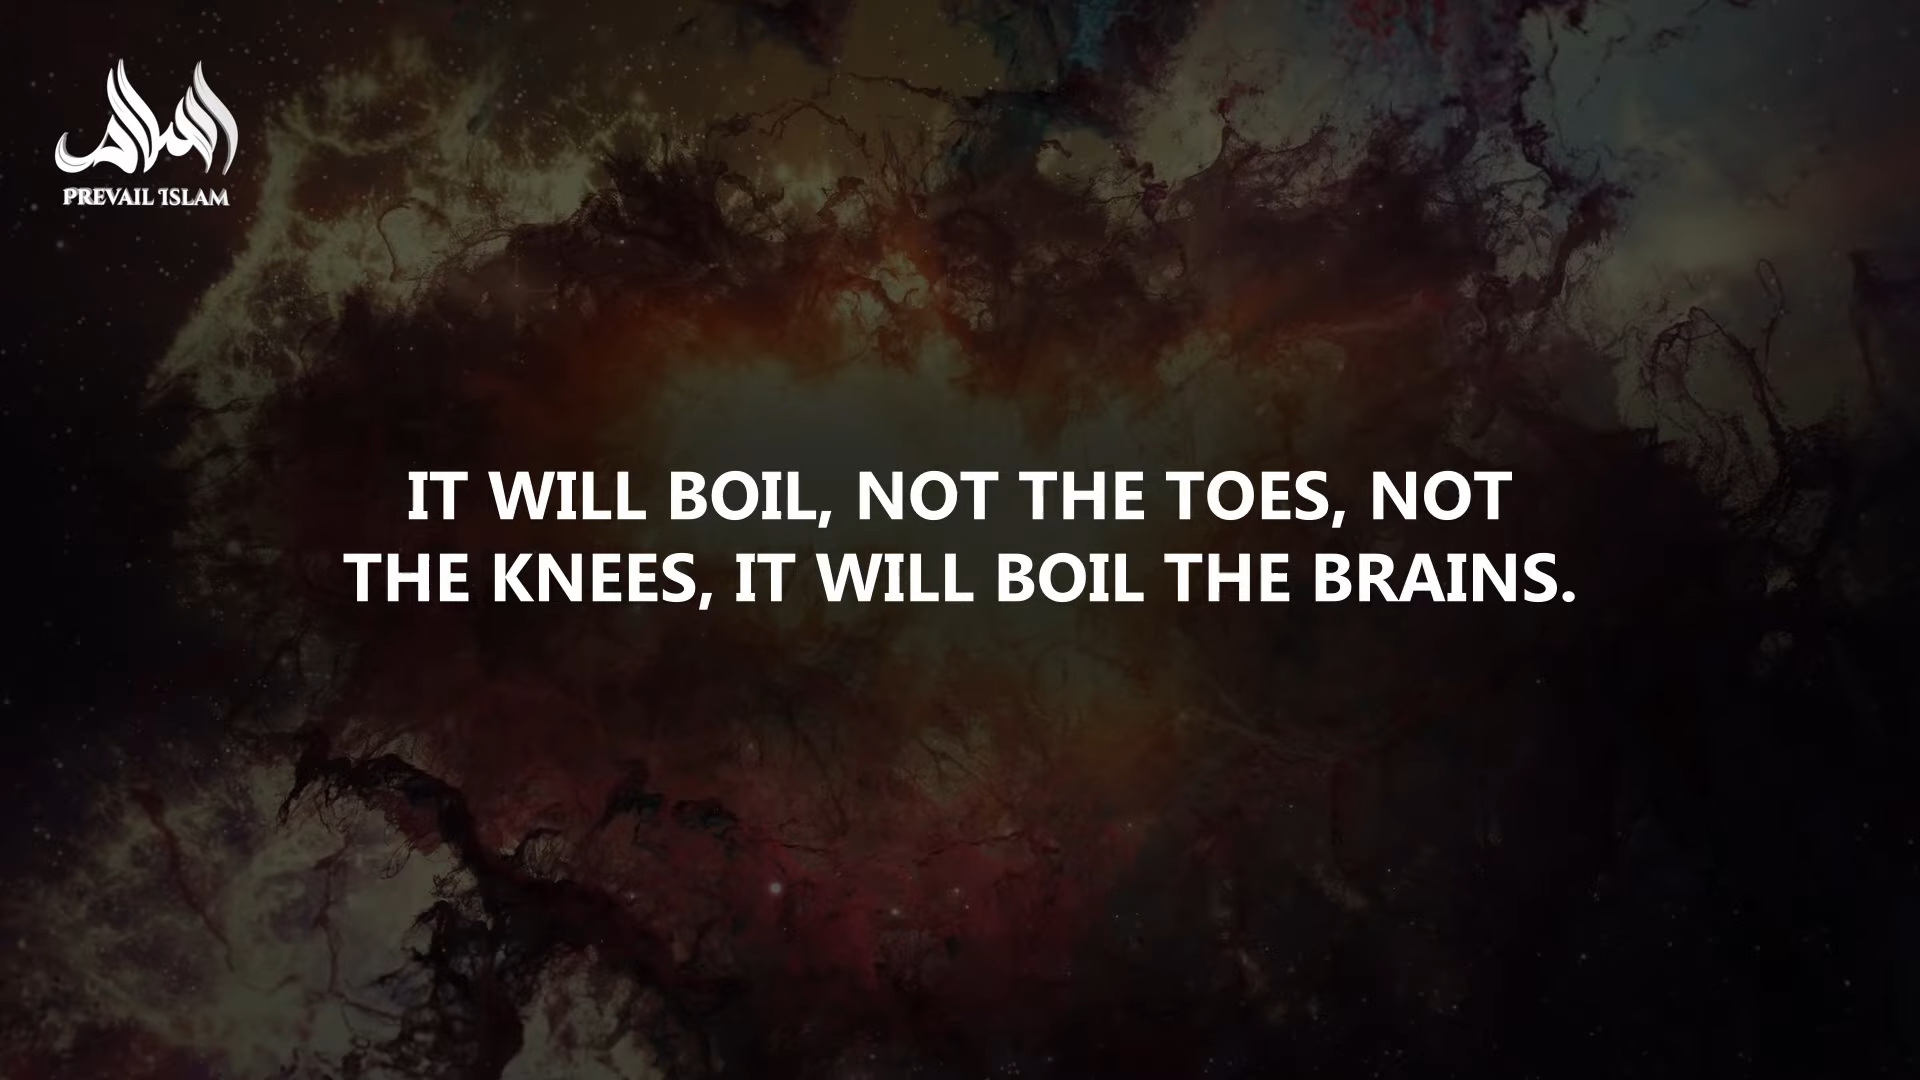 PREVAIL ISLAM
IT WILL BOIL, NOT THE TOES, NOT
THE KNEES, IT WILL BOIL THE BRAINS.